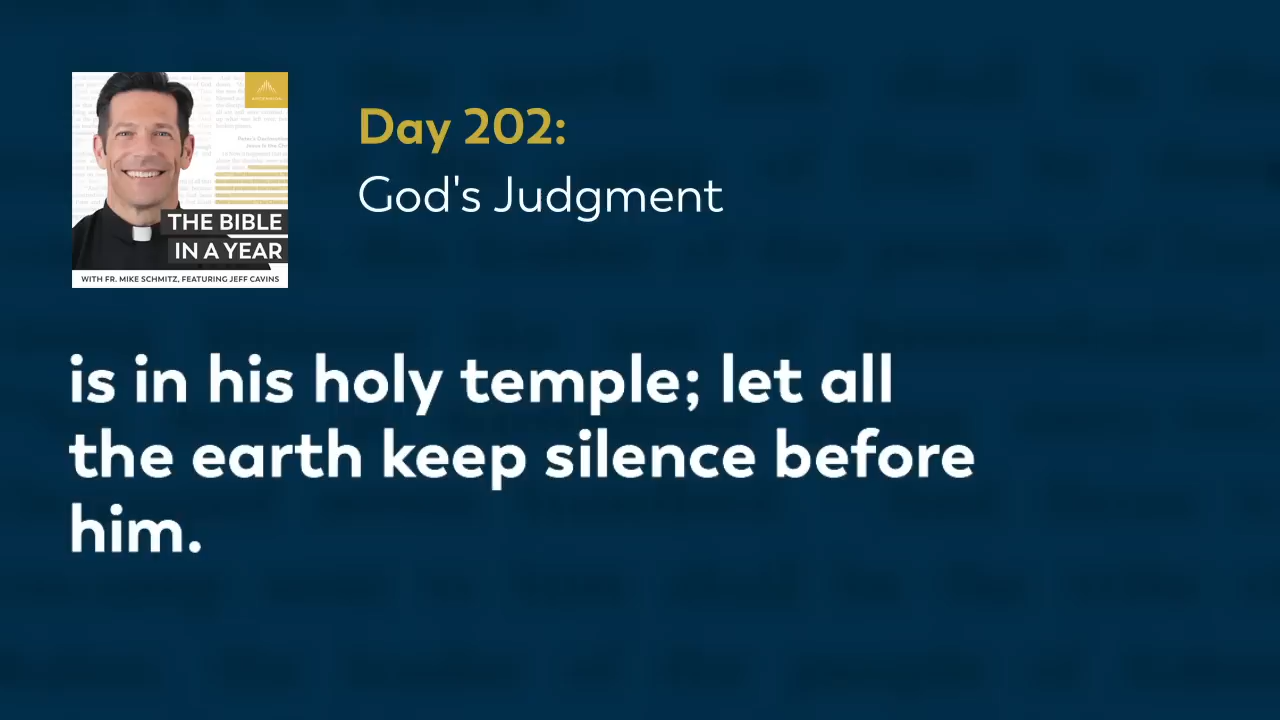 Day 202:
God's Judgment
THE BIBLE
IN A YEAR
WITH FR. MIKE SCHMITZ, FEATURING JEFF CAVINS
is in his holy temple; let all
the earth keep silence before
him.